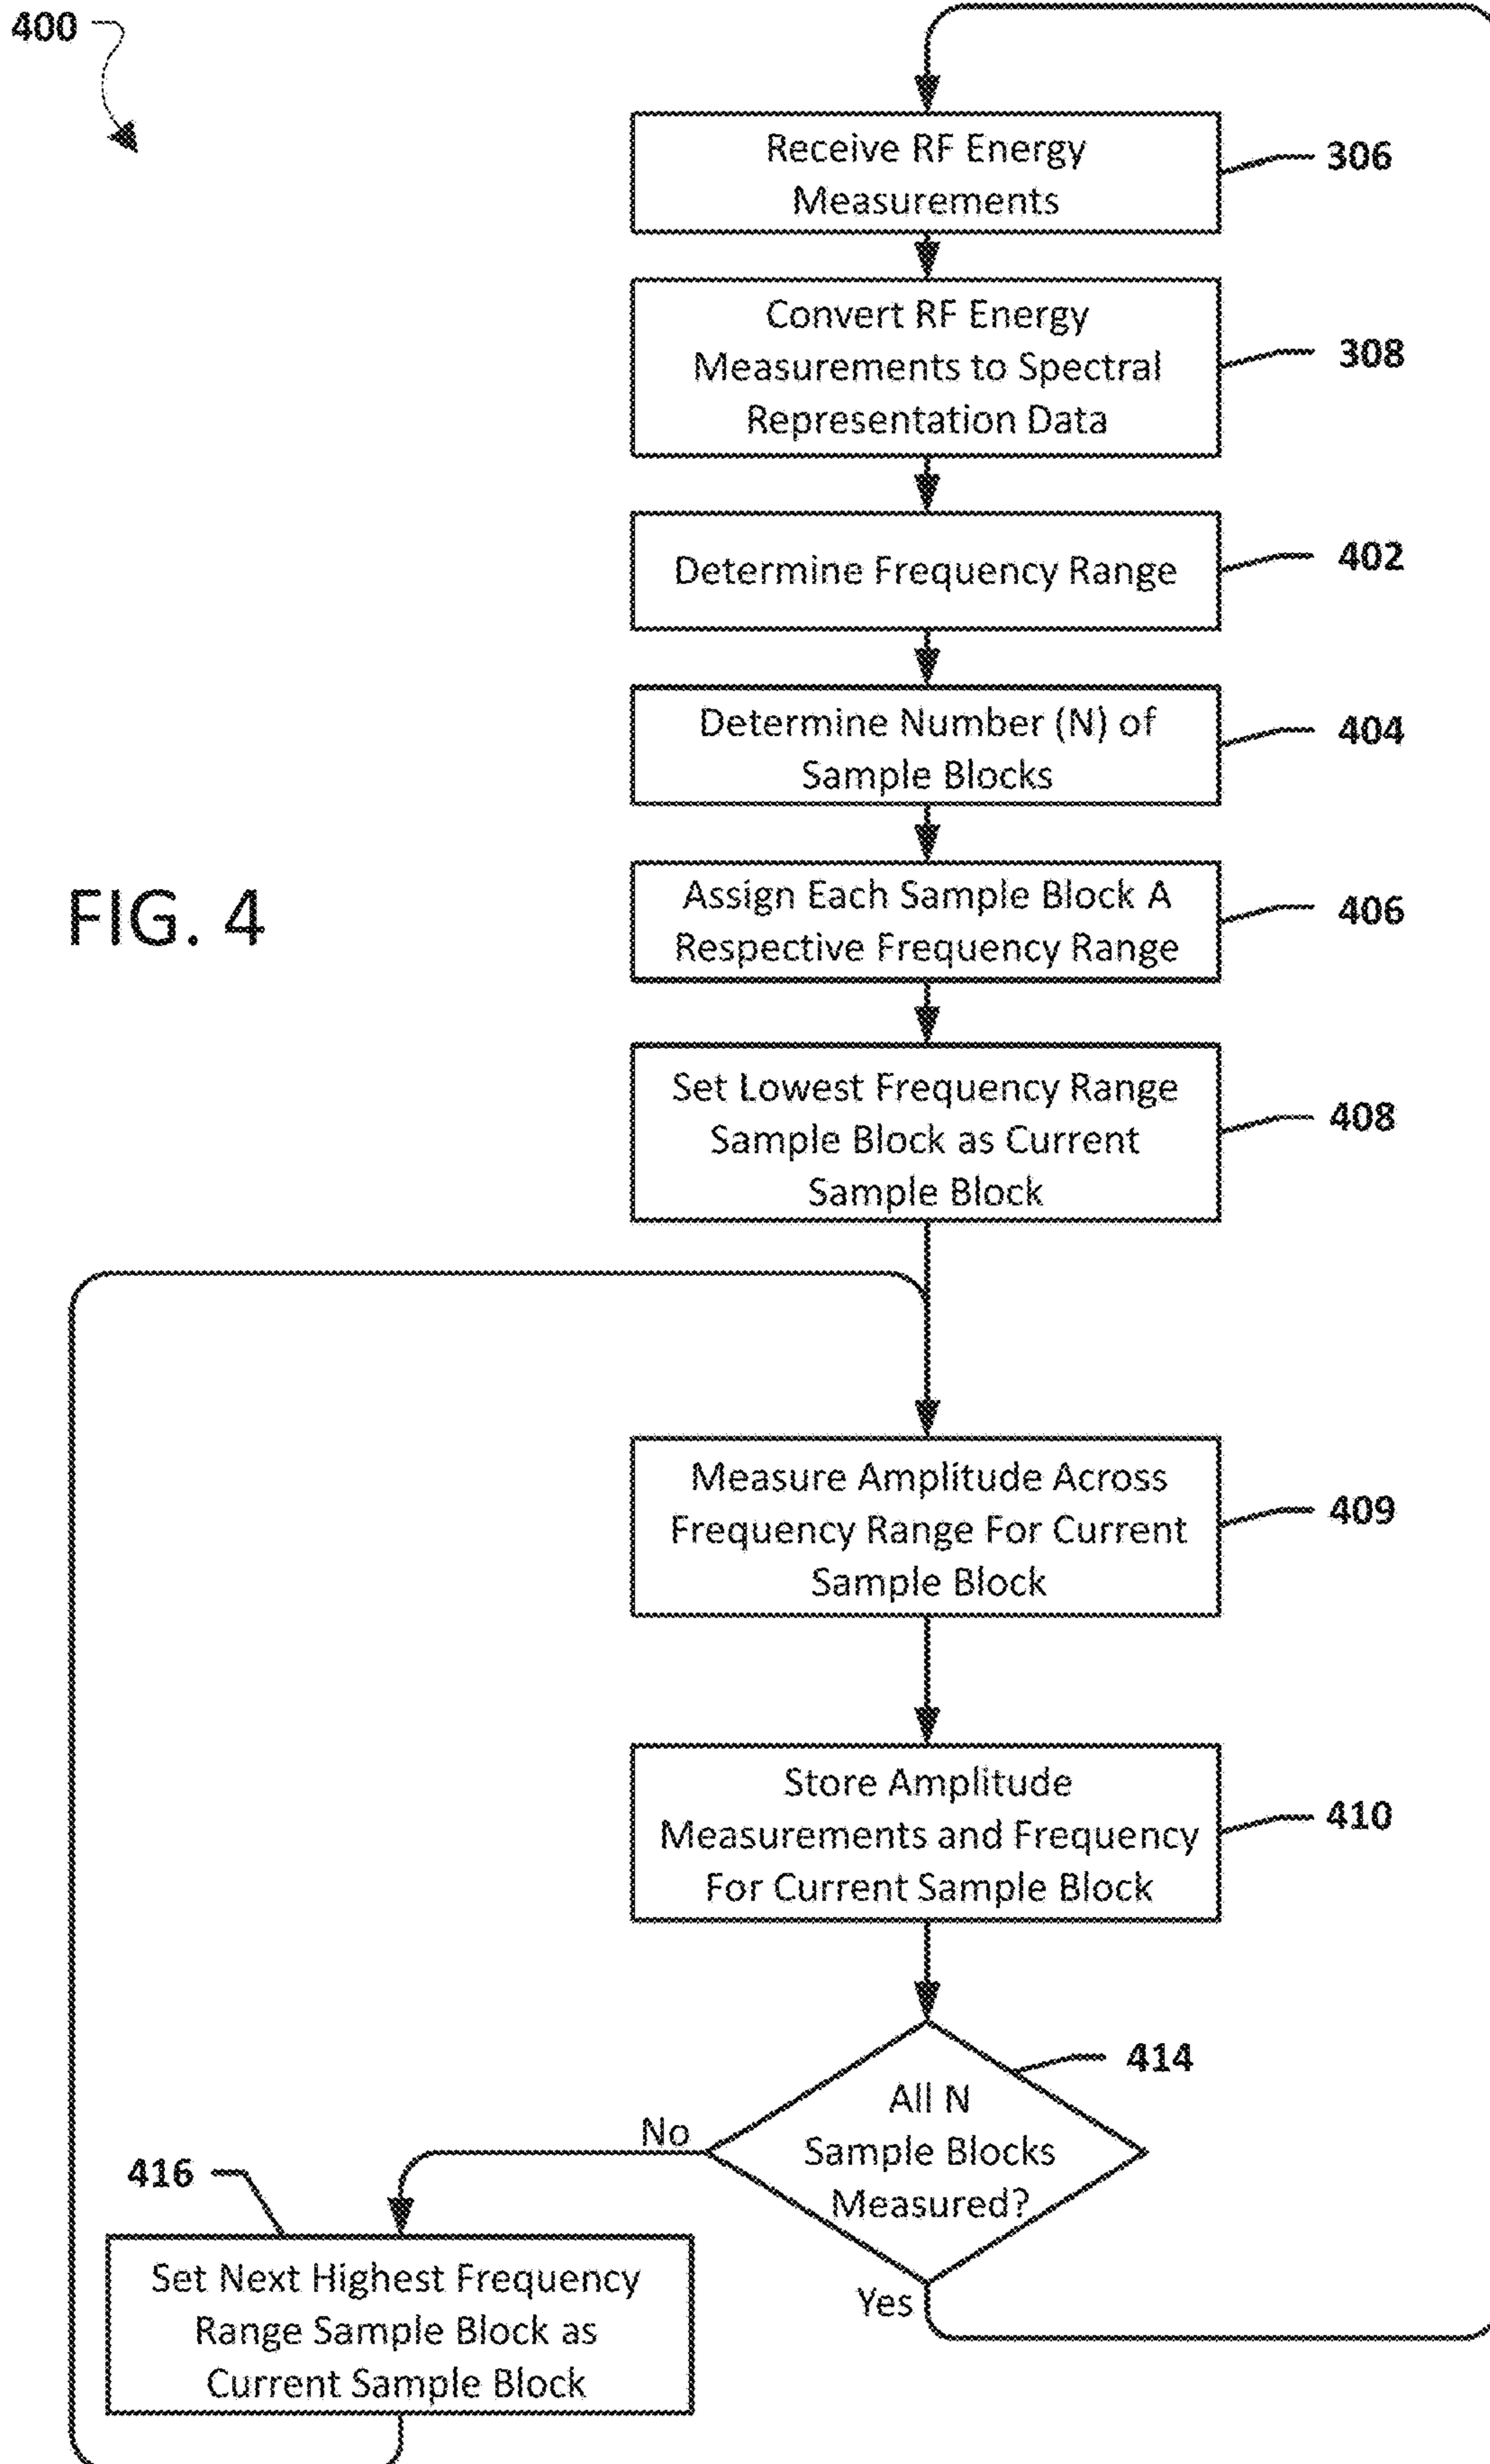 400
Receive RF Energy
Measurements
306
Convert RF Energy
Measurements to Spectral
Representation Data
308
Determine Frequency Range
402
Determine Number (N) of
Sample Blocks
404
FIG. 4
Assign Each Sample Block A
Respective Frequency Range
406
Set Lowest Frequency Range
Sample Block as Current
Sample Block
408
Measure Amplitude Across
Frequency Range For Current
Sample Block
409
Store Amplitude
Measurements and Frequency
For Current Sample Block
410
All N
Sample Blocks
Measured?
414
No
416
Set Next Highest Frequency
Range Sample Block as
Current Sample Block
Yes